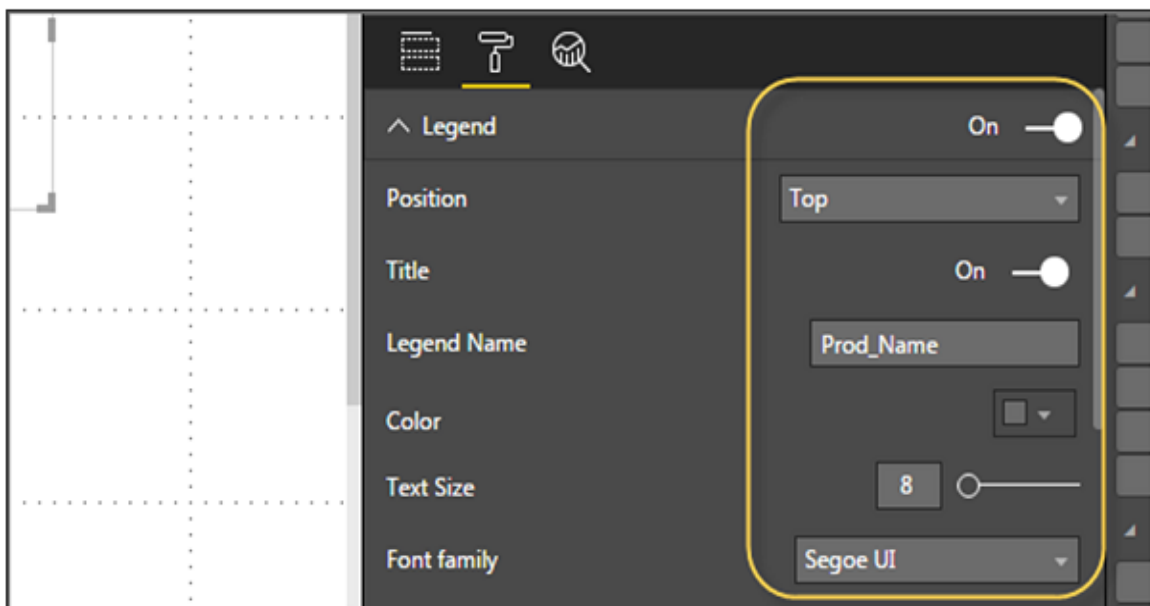 Legend On
Position Top
Title On
Legend Name Prod_Name
Color
Text Size 8
Font family Segoe UI